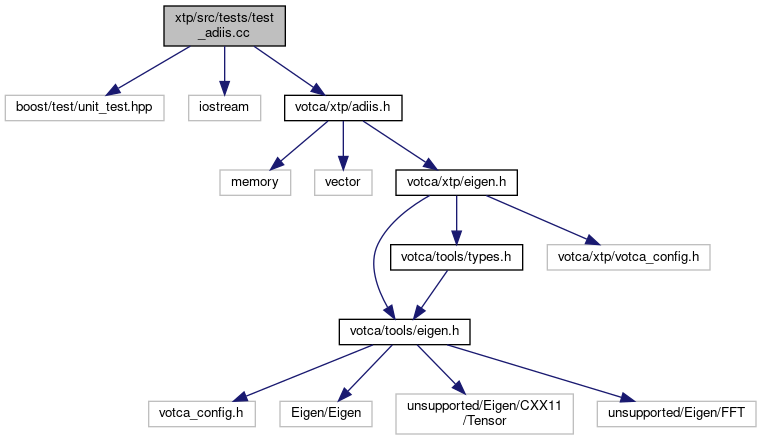 xtp/src/tests/test
_adiis.cc
boost/test/unit_test.hpp
iostream
votca/xtp/adiis.h
memory
vector
votca/xtp/eigen.h
votca/tools/types.h
votca/xtp/votca_config.h
votca/tools/eigen.h
votca_config.h
Eigen/Eigen
unsupported/Eigen/CXX11
/Tensor
unsupported/Eigen/FFT